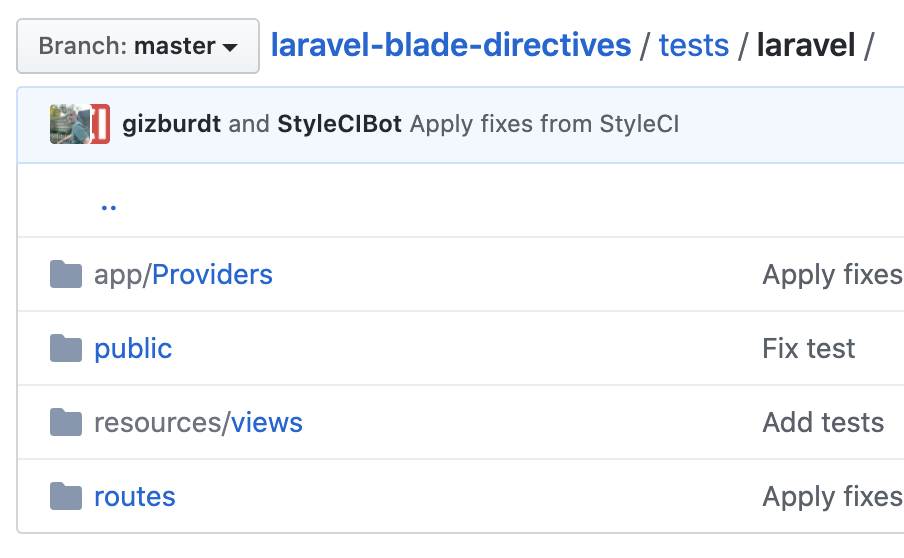 Branch: master laravel-blade-directives / tests / laravel /
gizburdt and StyleCIBot Apply fixes from StyleCI
..
app/Providers Apply fixes
public Fix test
resources/views Add tests
routes Apply fixes